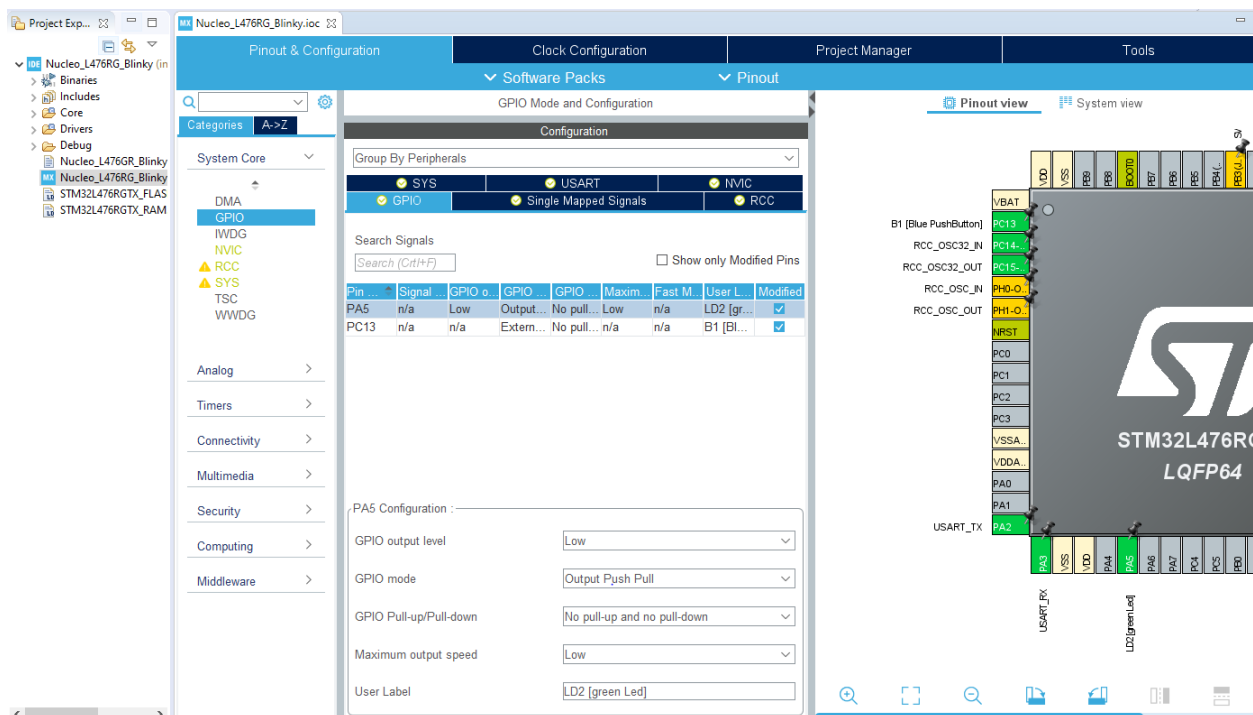 Project Exp...
Nucleo_L476RG_Blinky.ioc
Nucleo_L476RG_Blinky (in
Binaries
Includes
Core
Drivers
Debug
Nucleo_L476GR_Blinky
Nucleo_L476RG_Blinky
STM32L476RGTX_FLAS
STM32L476RGTX_RAM
Pinout & Configuration
Clock Configuration
Project Manager
Tools
Software Packs
Pinout
Categories
A->Z
System Core
DMA
GPIO
IWDG
NVIC
RCC
SYS
TSC
WWDG
Analog
Timers
Connectivity
Multimedia
Security
Computing
Middleware
GPIO Mode and Configuration
Configuration
Group By Peripherals
SYS
USART
NVIC
GPIO
Single Mapped Signals
RCC
Search Signals
Search (Crtl+F)
Show only Modified Pins
Pin ... Signal ... GPIO o... GPIO ... GPIO ... Maxim... Fast M... User L... Modified
PA5 n/a Low Output... No pull... Low n/a LD2 [gr...
PC13 n/a n/a Extern... No pull... n/a n/a B1 [Bl...
PA5 Configuration :
GPIO output level Low
GPIO mode Output Push Pull
GPIO Pull-up/Pull-down No pull-up and no pull-down
Maximum output speed Low
User Label LD2 [green Led]
Pinout view
System view
VDD
VSS
PB9
PB8
BOOT0
PB7
PB6
PB5
PB4(...
PB3(J...
VBAT
B1 [Blue PushButton] PC13
RCC_OSC32_IN PC14-...
RCC_OSC32_OUT PC15-...
RCC_OSC_IN PH0-O...
RCC_OSC_OUT PH1-O...
NRST
PC0
PC1
PC2
PC3
VSSA...
VDDA...
PA0
PA1
USART_TX PA2
STM32L476RG
LQFP64
PA3
VSS
VDD
PA4
PA5
PA6
PA7
PC4
PC5
PB0
USART_RX
LD2 [green Led]